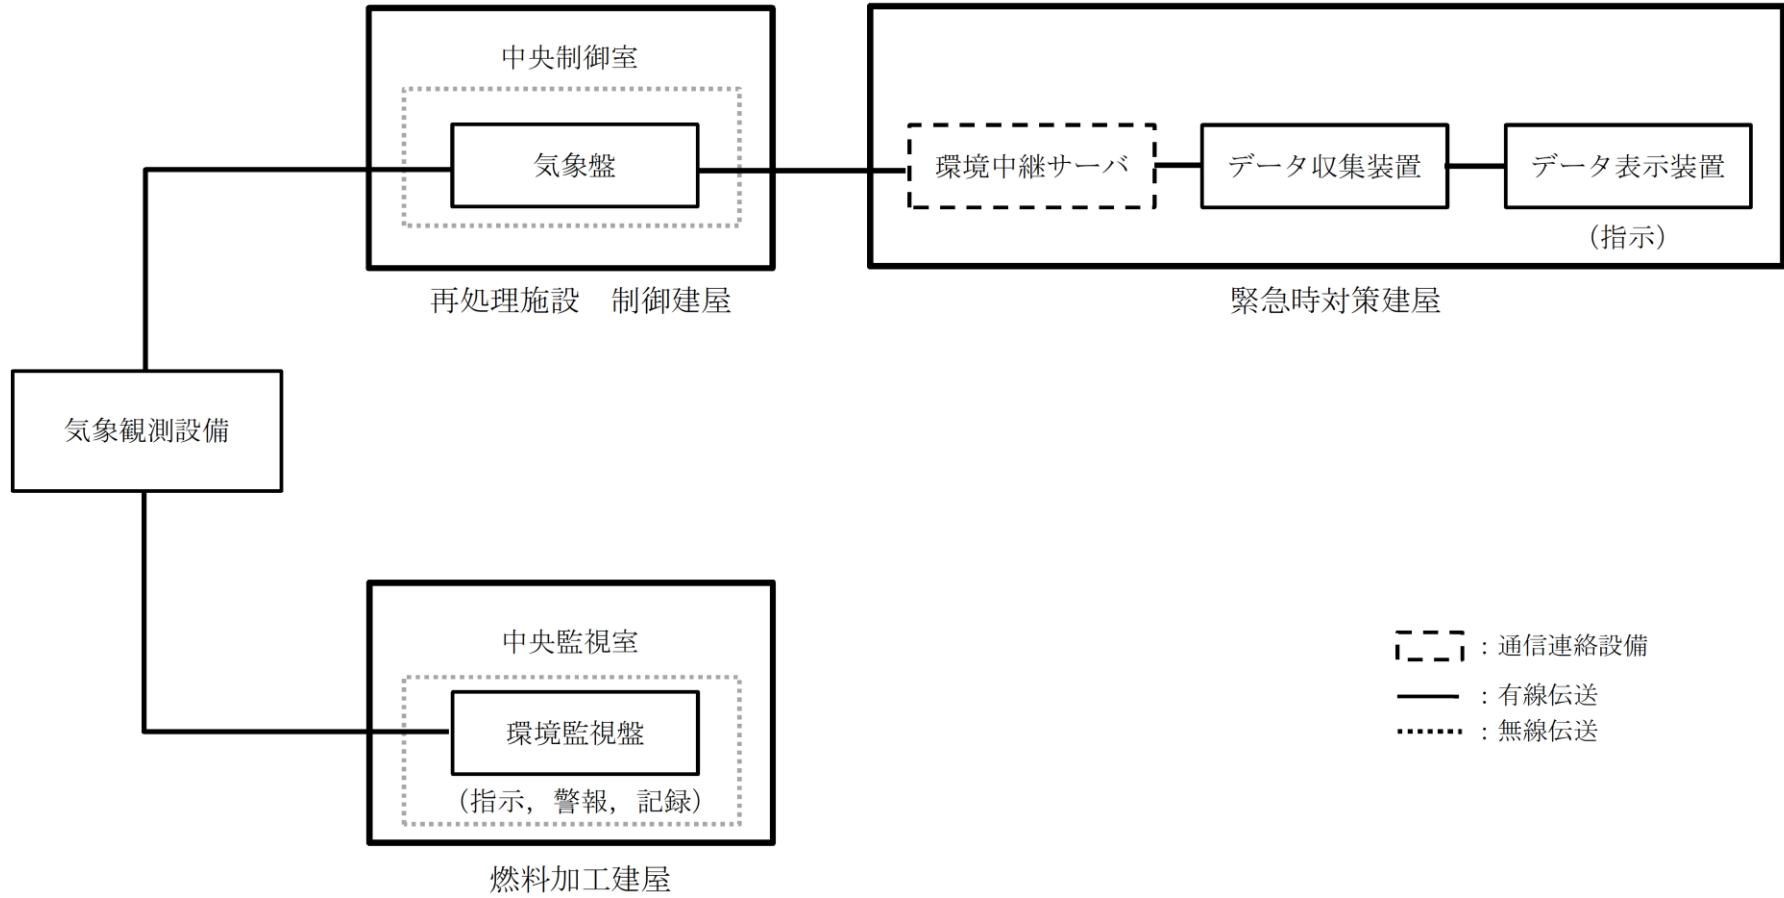 中央制御室
気象盤
再処理施設　制御建屋
環境中継サーバ
データ収集装置
データ表示装置
（指示）
緊急時対策建屋
気象観測設備
中央監視室
環境監視盤
（指示，警報，記録）
燃料加工建屋
：通信連絡設備
：有線伝送
：無線伝送